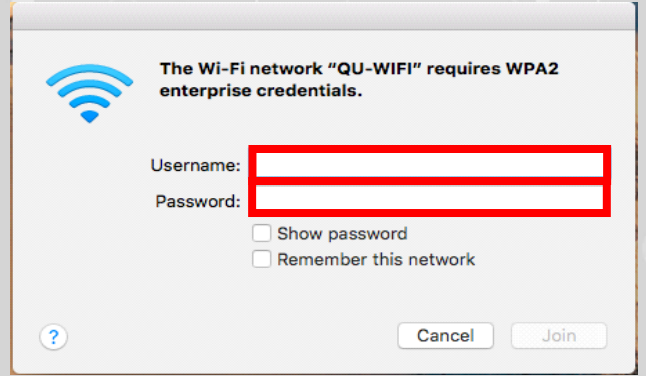 The Wi-Fi network “QU-WIFI” requires WPA2
enterprise credentials.
Username:
Password:
Show password
Remember this network
?
Cancel
Join